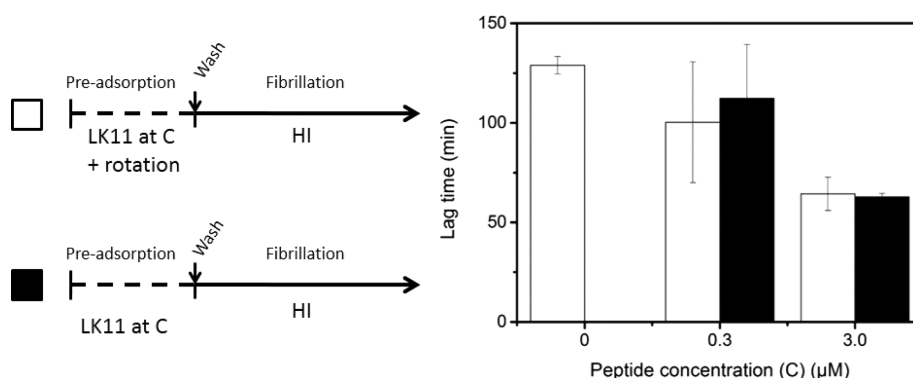 Pre-adsorption
Wash
Fibrillation
LK11 at C
+ rotation
HI
Pre-adsorption
Wash
Fibrillation
LK11 at C
HI
150
100
50
0
Lag time (min)
0
0.3
3.0
Peptide concentration (C) (μM)